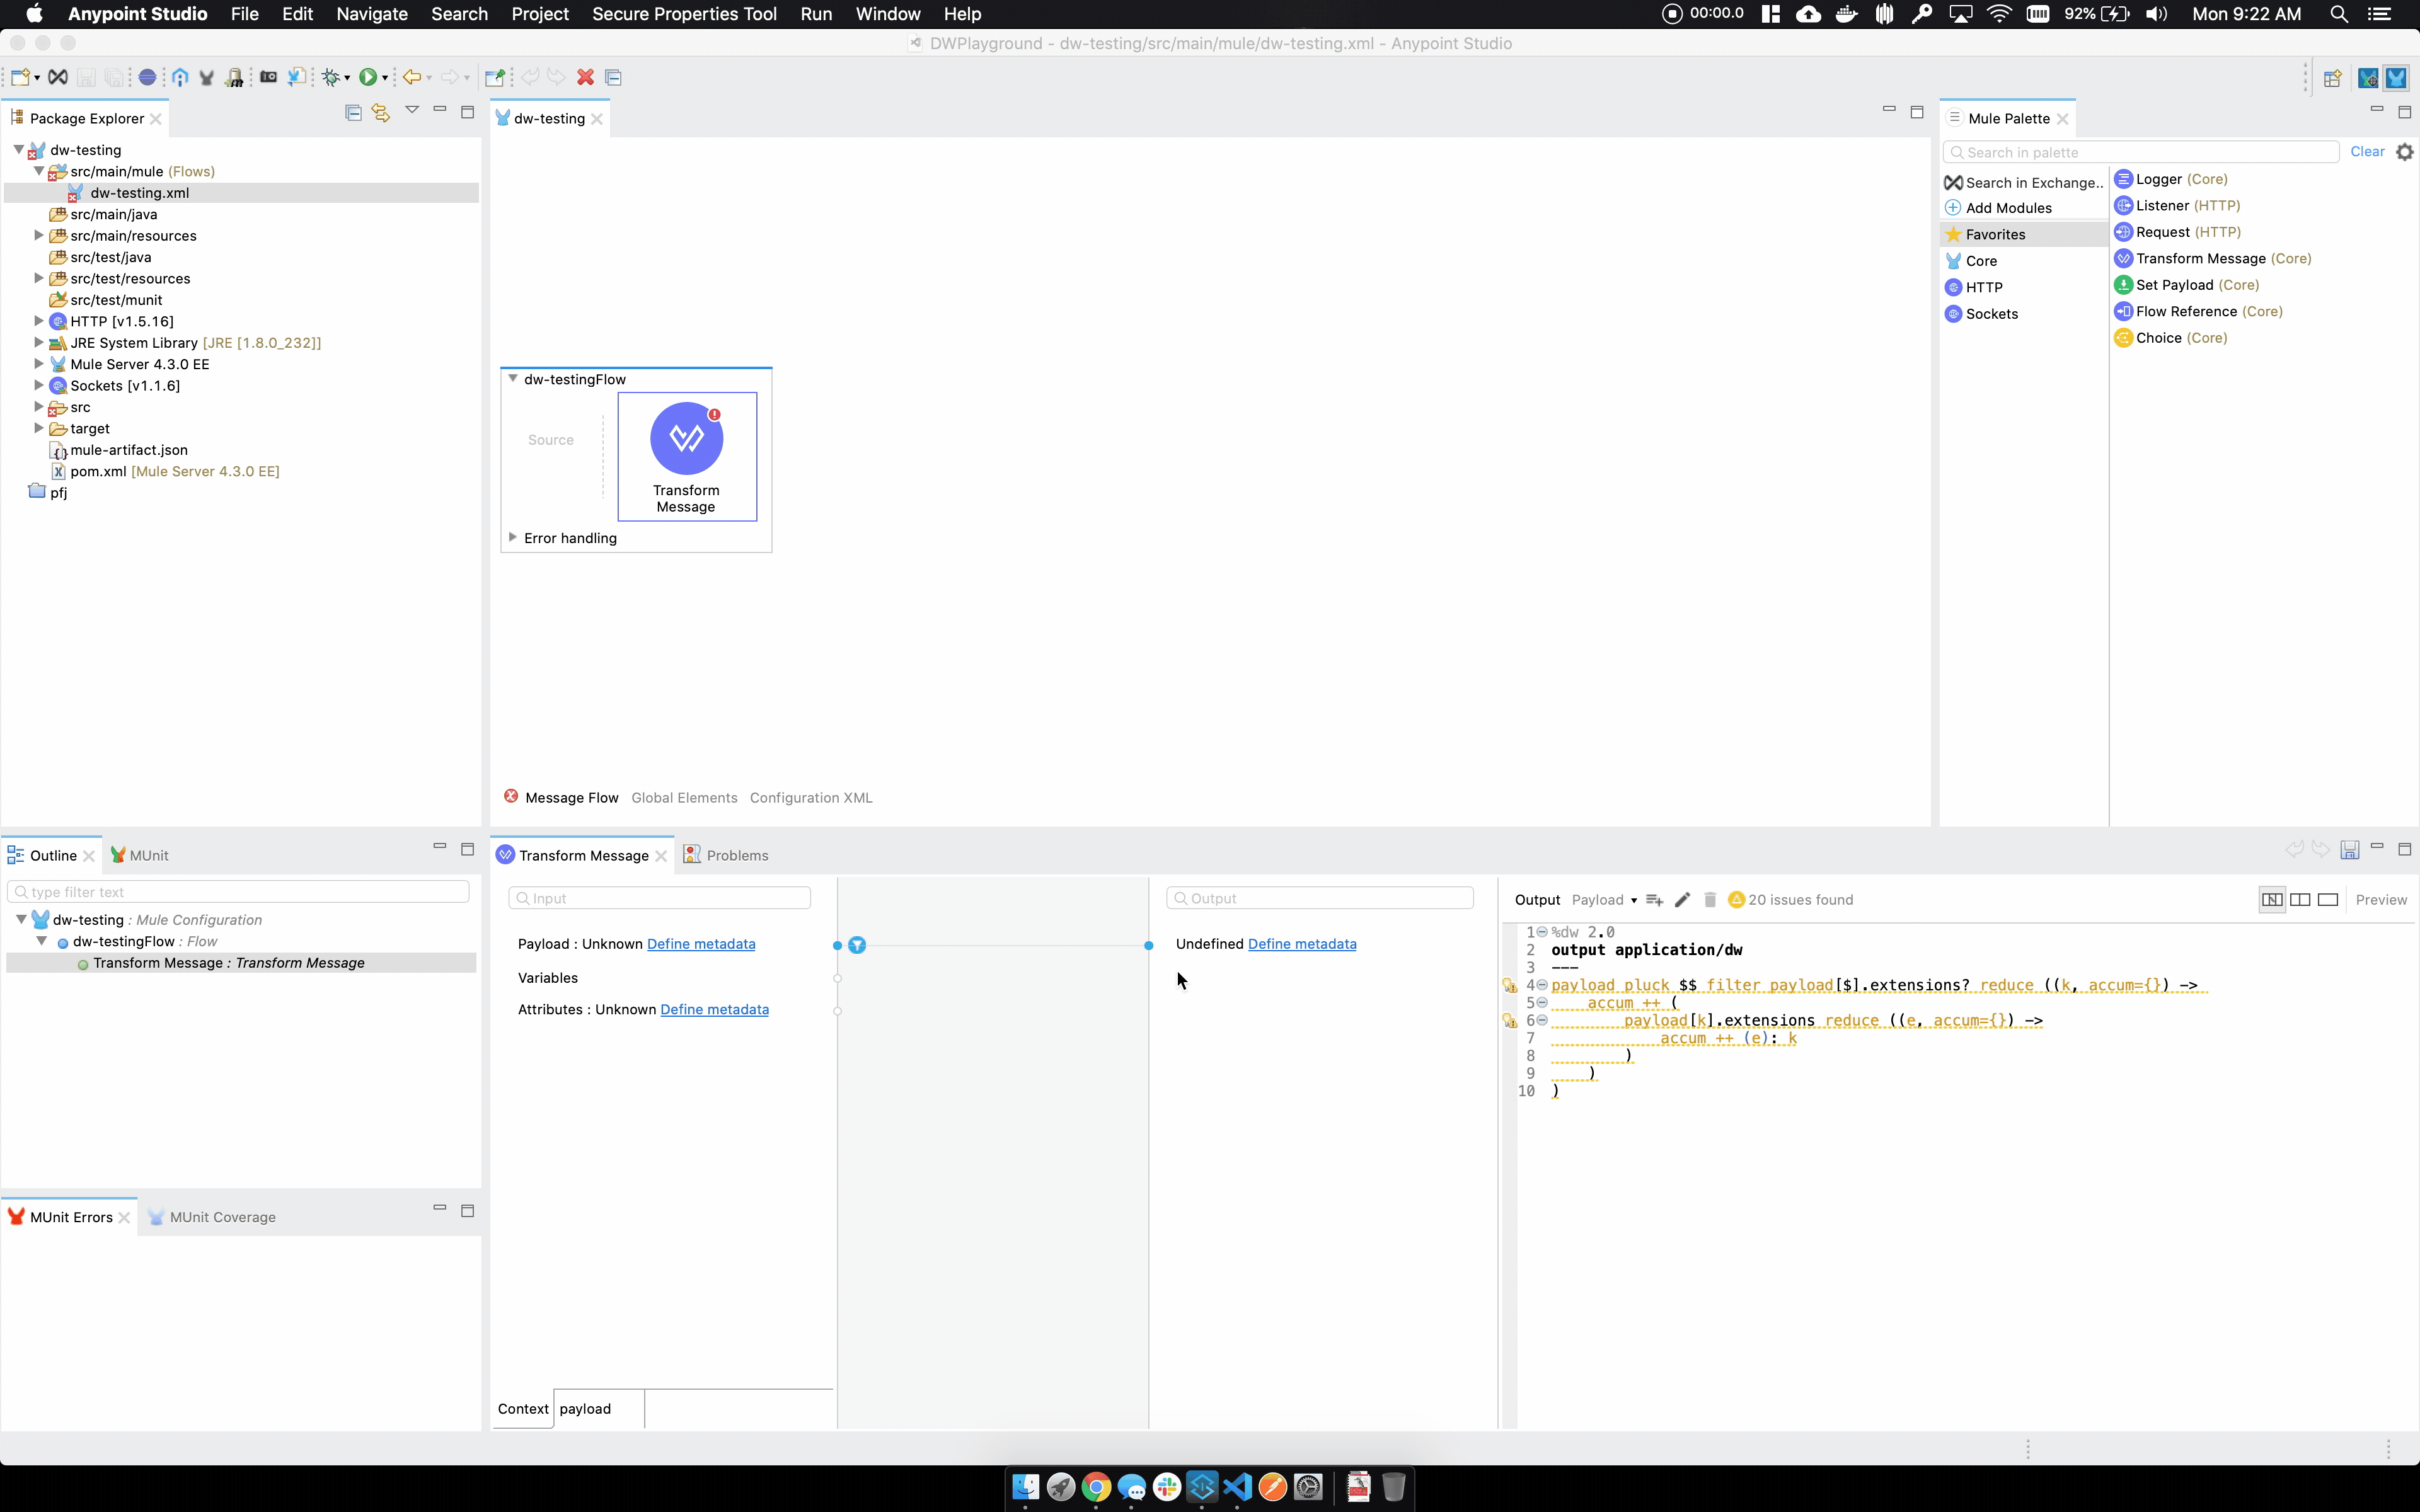 Anypoint Studio File Edit Navigate Search Project Secure Properties Tool Run Window Help 00:00.0 92% Mon 9:22 AM
DWPlayground - dw-testing/src/main/mule/dw-testing.xml - Anypoint Studio
Package Explorer
dw-testing
src/main/mule (Flows)
dw-testing.xml
src/main/java
src/main/resources
src/test/java
src/test/resources
src/test/munit
HTTP [v1.5.16]
JRE System Library [JRE [1.8.0_232]]
Mule Server 4.3.0 EE
Sockets [v1.1.6]
src
target
mule-artifact.json
pom.xml [Mule Server 4.3.0 EE]
pfj
dw-testing
dw-testingFlow
Source
Transform
Message
Error handling
Message Flow Global Elements Configuration XML
Mule Palette
Search in palette Clear
Search in Exchange..
Add Modules
Favorites
Core
HTTP
Sockets
Logger (Core)
Listener (HTTP)
Request (HTTP)
Transform Message (Core)
Set Payload (Core)
Flow Reference (Core)
Choice (Core)
Outline MUnit
type filter text
dw-testing : Mule Configuration
dw-testingFlow : Flow
Transform Message : Transform Message
MUnit Errors MUnit Coverage
Transform Message Problems
Input
Payload : Unknown Define metadata
Variables
Attributes : Unknown Define metadata
Context payload
Output
Undefined Define metadata
Output Payload 20 issues found Preview
1 %dw 2.0
2 output application/dw
3 ---
4 payload pluck $$ filter payload[$].extensions? reduce ((k, accum={}) ->
5 accum ++ (
6 payload[k].extensions reduce ((e, accum={}) ->
7 accum ++ (e): k
8 )
9 )
10 )